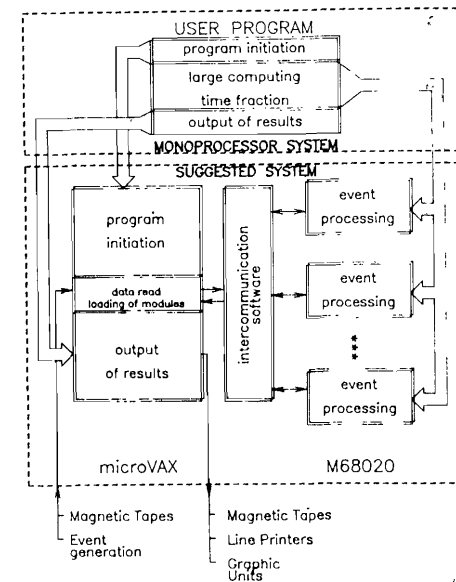 USER PROGRAM
program initiation
large computing
time fraction
output of results
MONOPROCESSOR SYSTEM
SUGGESTED SYSTEM
program
initiation
data read
loading of modules
output
of results
intercommunication
software
event
processing
event
processing
***
event
processing
microVAX
M68020
Magnetic Tapes
Event
generation
Magnetic Tapes
Line Printers
Graphic
Units